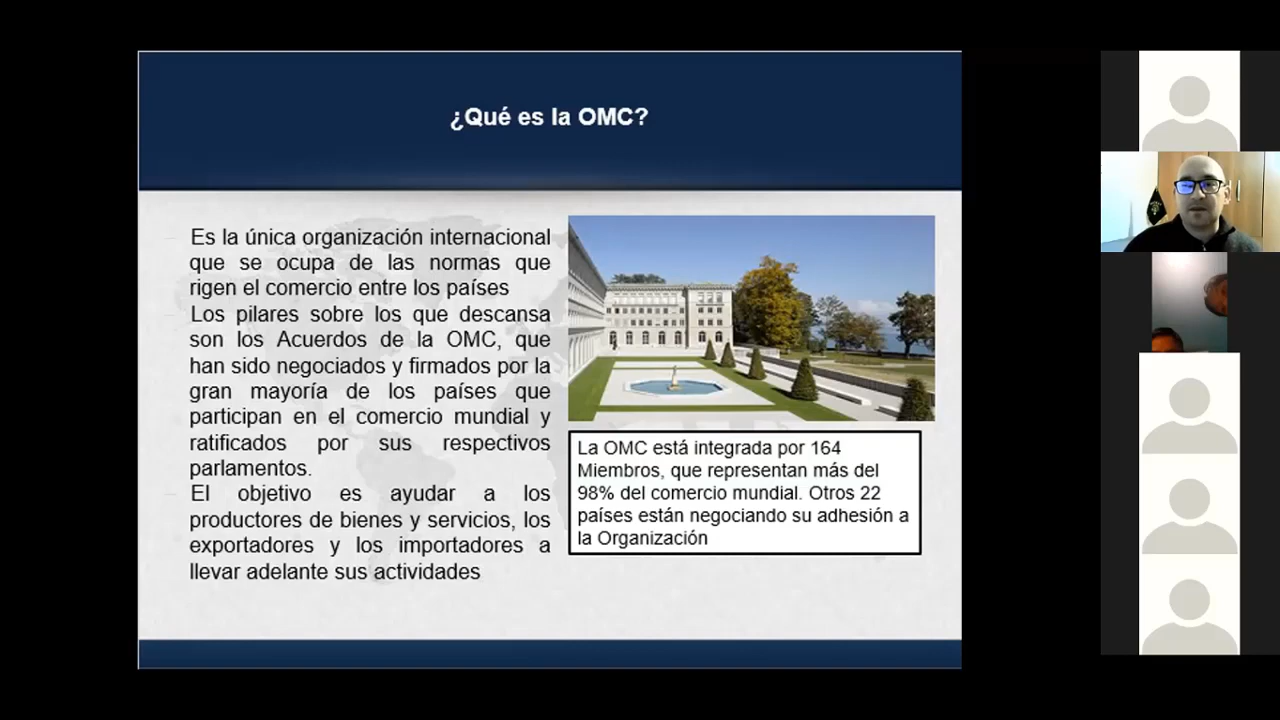 ¿Qué es la OMC?
Es la única organización internacional
que se ocupa de las normas que
rigen el comercio entre los países
Los pilares sobre los que descansa
son los Acuerdos de la OMC, que
han sido negociados y firmados por la
gran mayoría de los países que
participan en el comercio mundial y
ratificados por sus respectivos
parlamentos.
El objetivo es ayudar a los
productores de bienes y servicios, los
exportadores y los importadores a
llevar adelante sus actividades
La OMC está integrada por 164
Miembros, que representan más del
98% del comercio mundial. Otros 22
países están negociando su adhesión a
la Organización